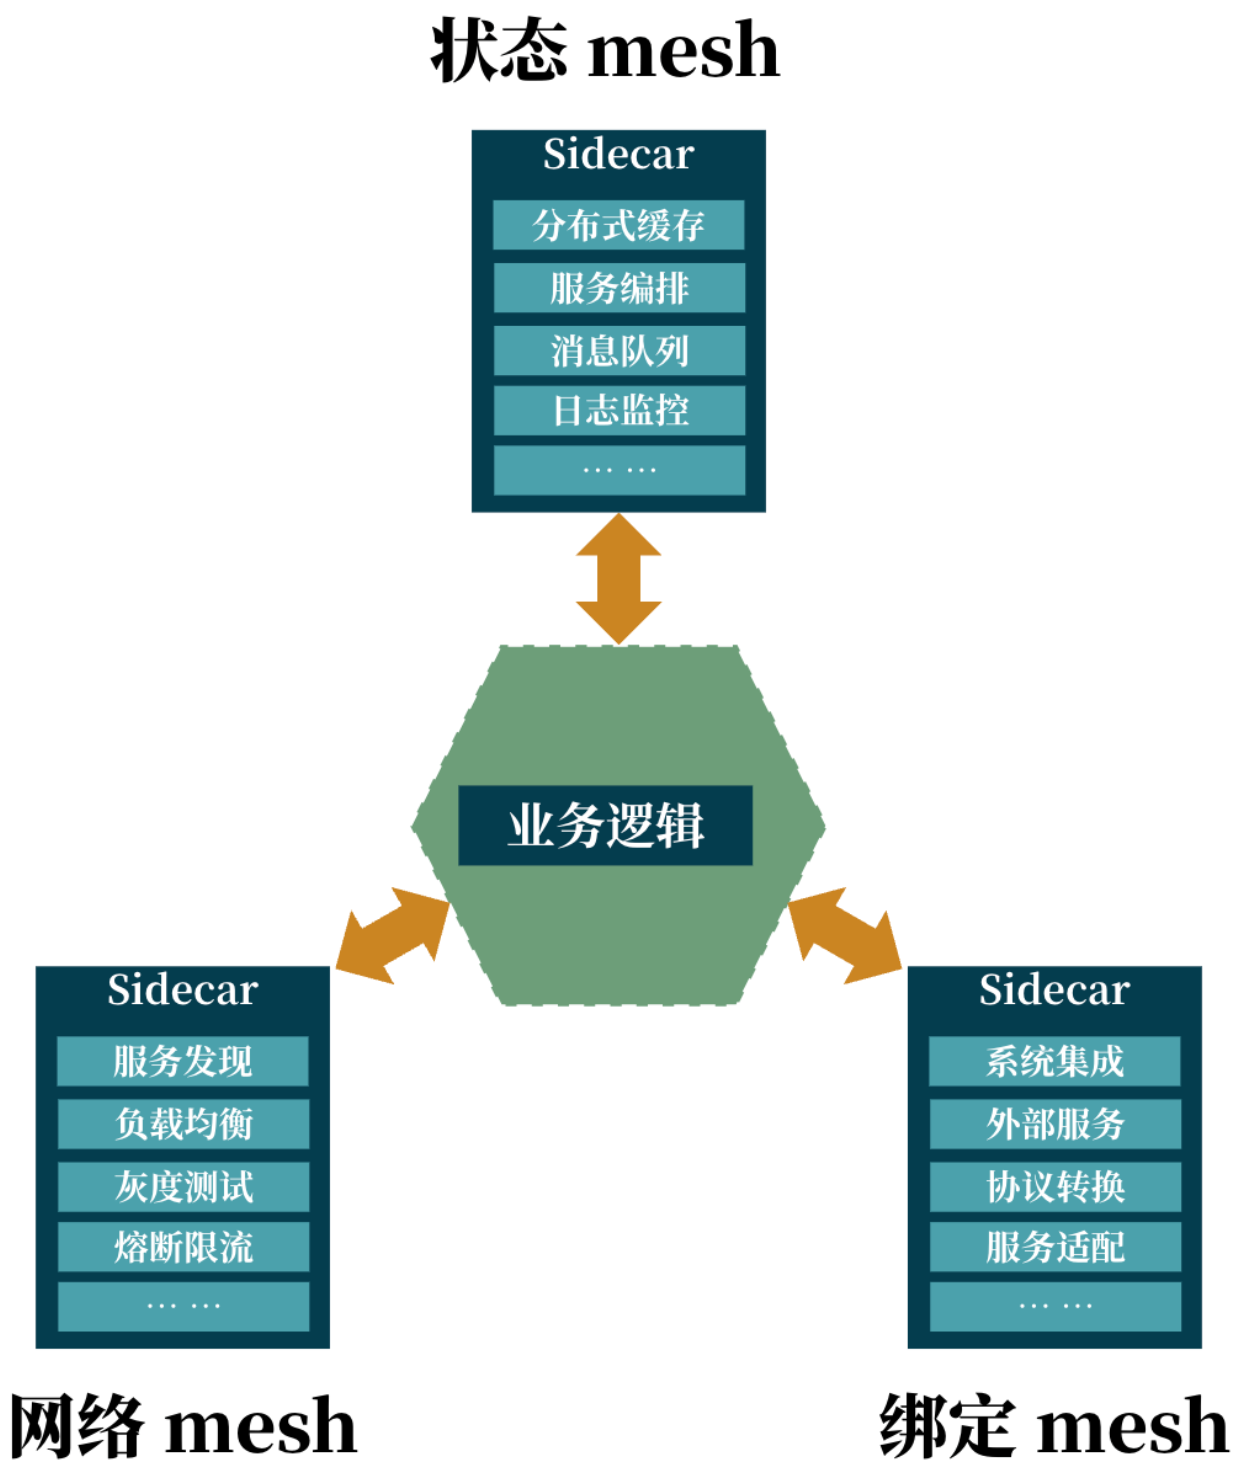 状态 mesh
Sidecar
分布式缓存
服务编排
消息队列
日志监控
... ...
业务逻辑
Sidecar
服务发现
负载均衡
灰度测试
熔断限流
... ...
网络 mesh
Sidecar
系统集成
外部服务
协议转换
服务适配
... ...
绑定 mesh